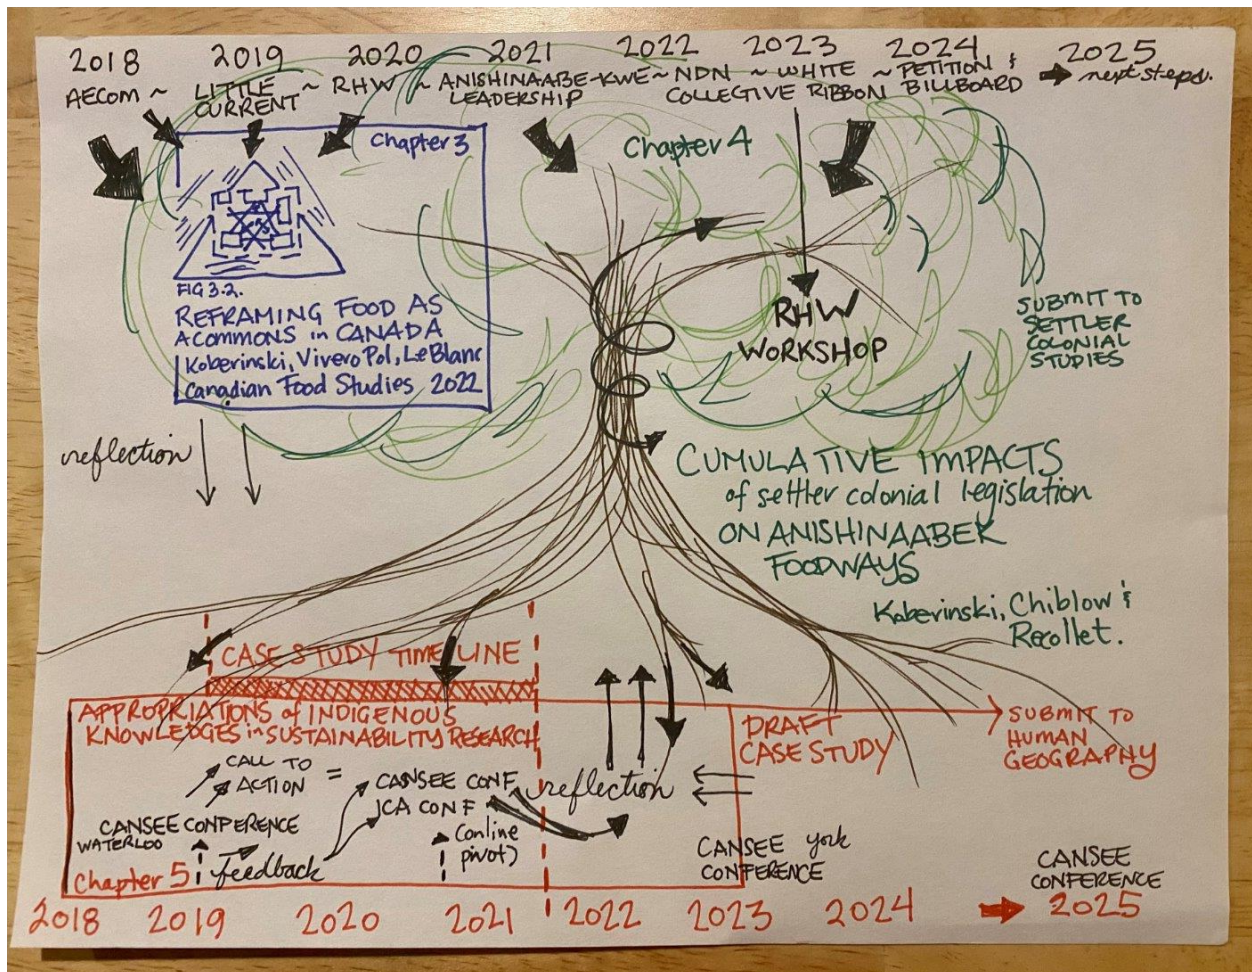 2018 2019 2020 2021 2022 2023 2024 2025
AECOM ~ LITTLE CURRENT ~ RHW ~ ANISHINAABE-KWE LEADERSHIP ~ NDN COLLECTIVE ~ WHITE RIBBON ~ PETITION & BILLBOARD → next steps.
Chapter 3
FIG 3.2.
REFRAMING FOOD AS
A COMMONS in CANADA
Koberinski, Vivero Pol, LeBlanc
Canadian Food Studies 2022
Chapter 4
RHW
WORKSHOP
SUBMIT TO
SETTLER
COLONIAL
STUDIES
reflection
CUMULATIVE IMPACTS
of settler colonial legislation
ON ANISHINAABEK
FOODWAYS
Koberinski, Chiblow &
Recollet.
CASE STUDY TIMELINE
APPROPRIATIONS of INDIGENOUS
KNOWLEDGES in SUSTAINABILITY RESEARCH
CALL TO
ACTION =
CANSEE CONF
JCA CONF
(online
pivot)
CANSEE CONFERENCE
WATERLOO
feedback
Chapter 5
reflection
DRAFT
CASE STUDY
SUBMIT TO
HUMAN
GEOGRAPHY
CANSEE york
CONFERENCE
CANSEE
CONFERENCE
2018 2019 2020 2021 2022 2023 2024 → 2025